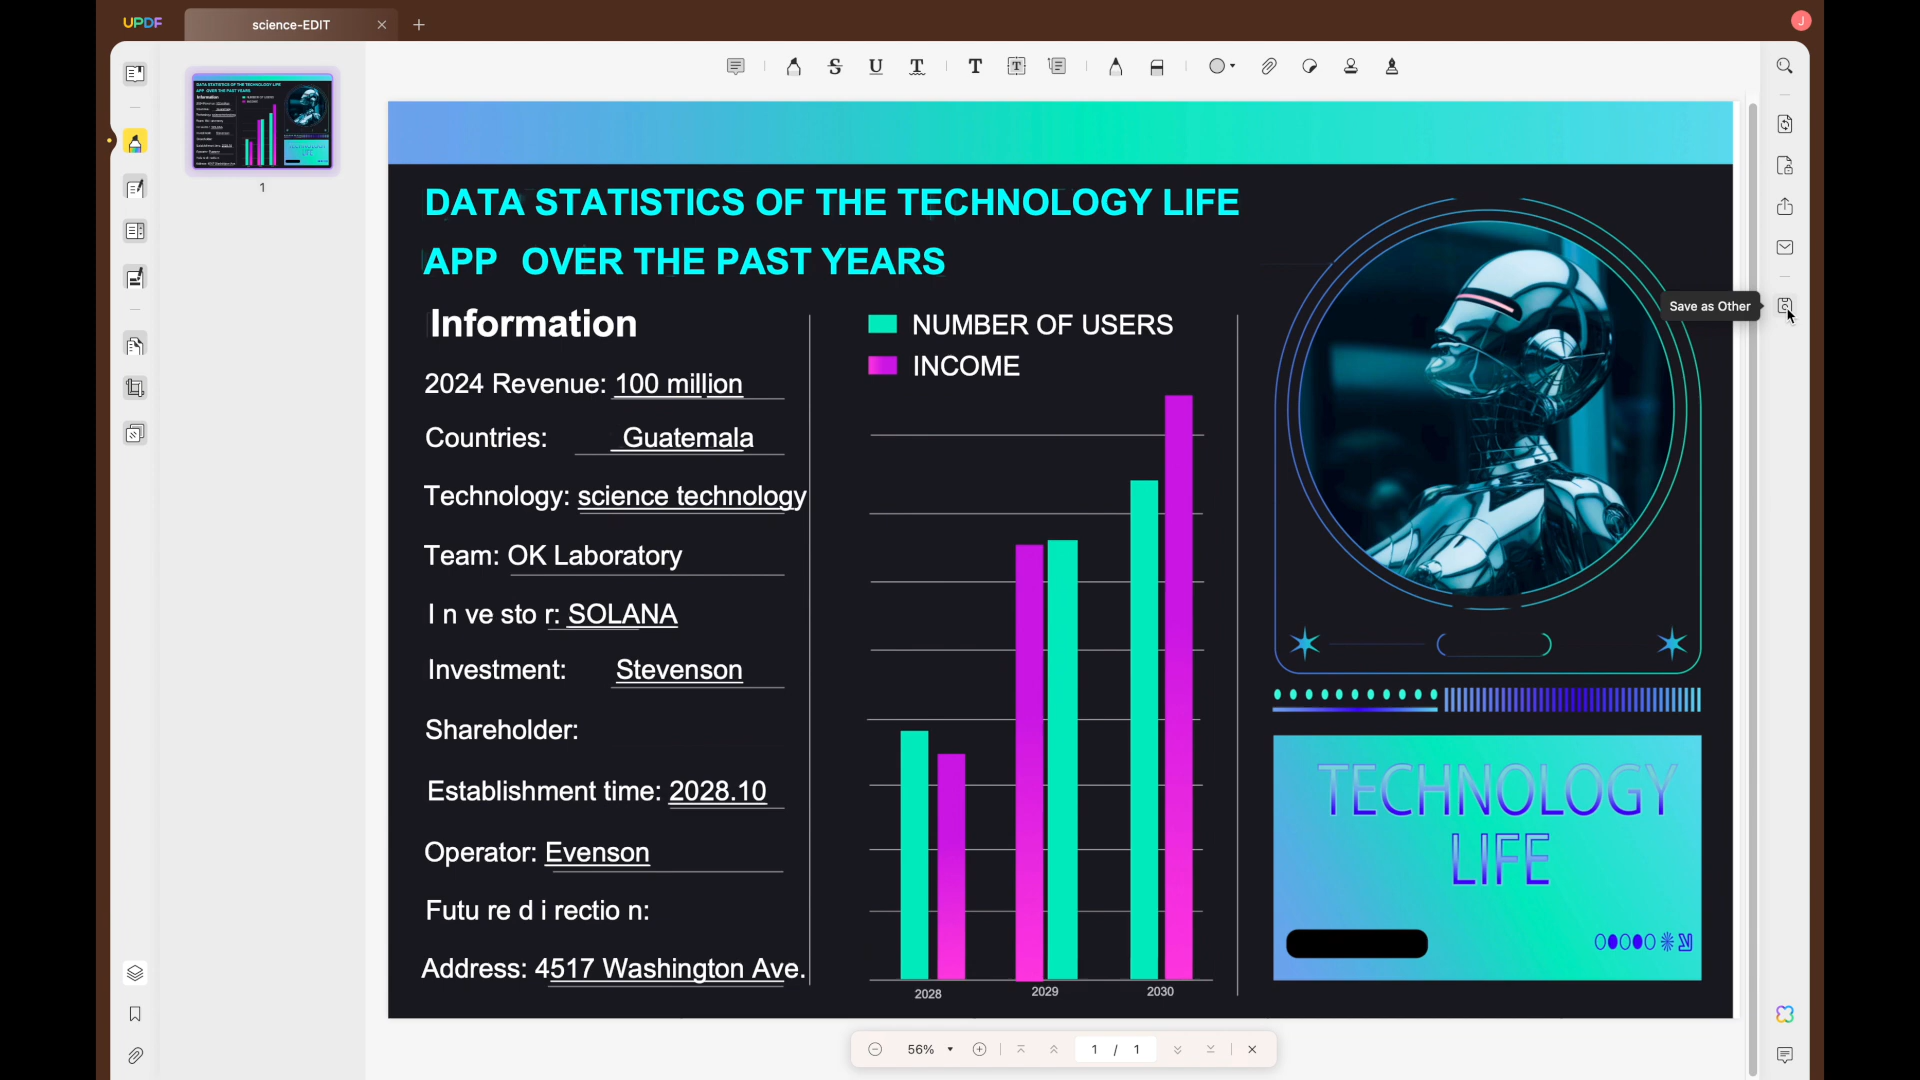 UPDF
science-EDIT
J
DATA STATISTICS OF THE TECHNOLOGY LIFE
APP OVER THE PAST YEARS
Information
2024 Revenue: 100 million
Countries: Guatemala
Technology: science technology
Team: OK Laboratory
I n ve sto r: SOLANA
Investment: Stevenson
Shareholder:
Establishment time: 2028.10
Operator: Evenson
Futu re d i rectio n:
Address: 4517 Washington Ave.
NUMBER OF USERS
INCOME
2028
2029
2030
Save as Other
TECHNOLOGY
LIFE
1
56%
1 / 1